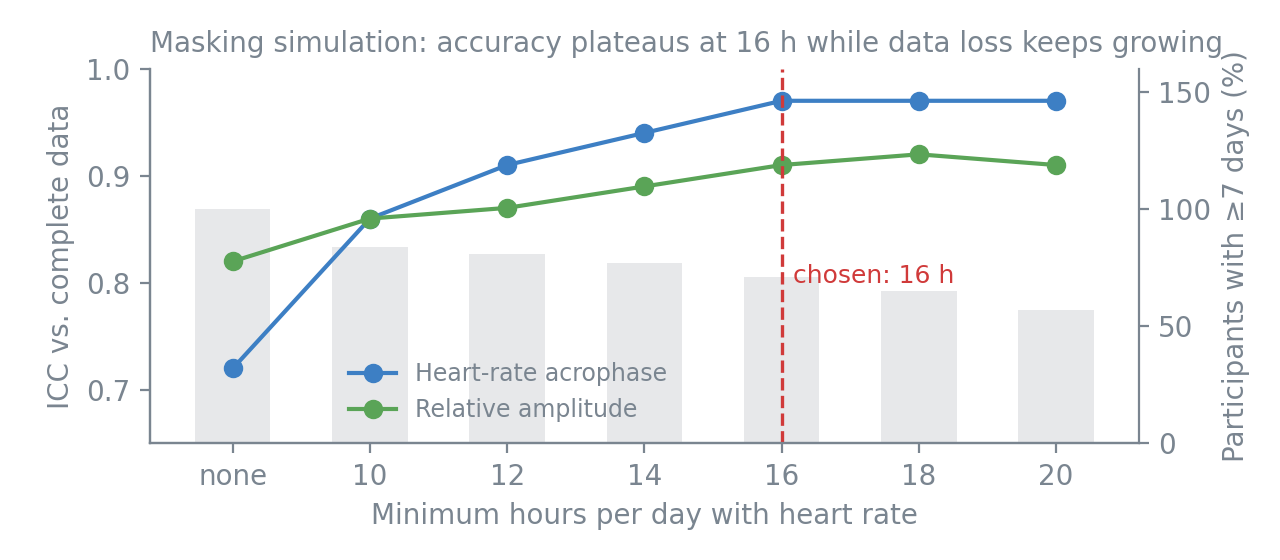 Masking simulation: accuracy plateaus at 16 h while data loss keeps growing
ICC vs. complete data
1.0
0.9
0.8
0.7
Participants with ≥7 days (%)
150
100
50
0
chosen: 16 h
Heart-rate acrophase
Relative amplitude
none 10 12 14 16 18 20
Minimum hours per day with heart rate